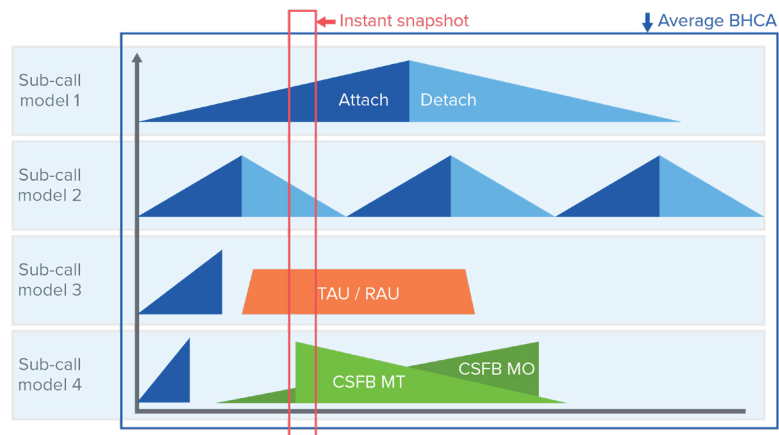 Instant snapshot
Average BHCA
Sub-call
model 1
Attach
Detach
Sub-call
model 2
Sub-call
model 3
TAU / RAU
Sub-call
model 4
CSFB MO
CSFB MT